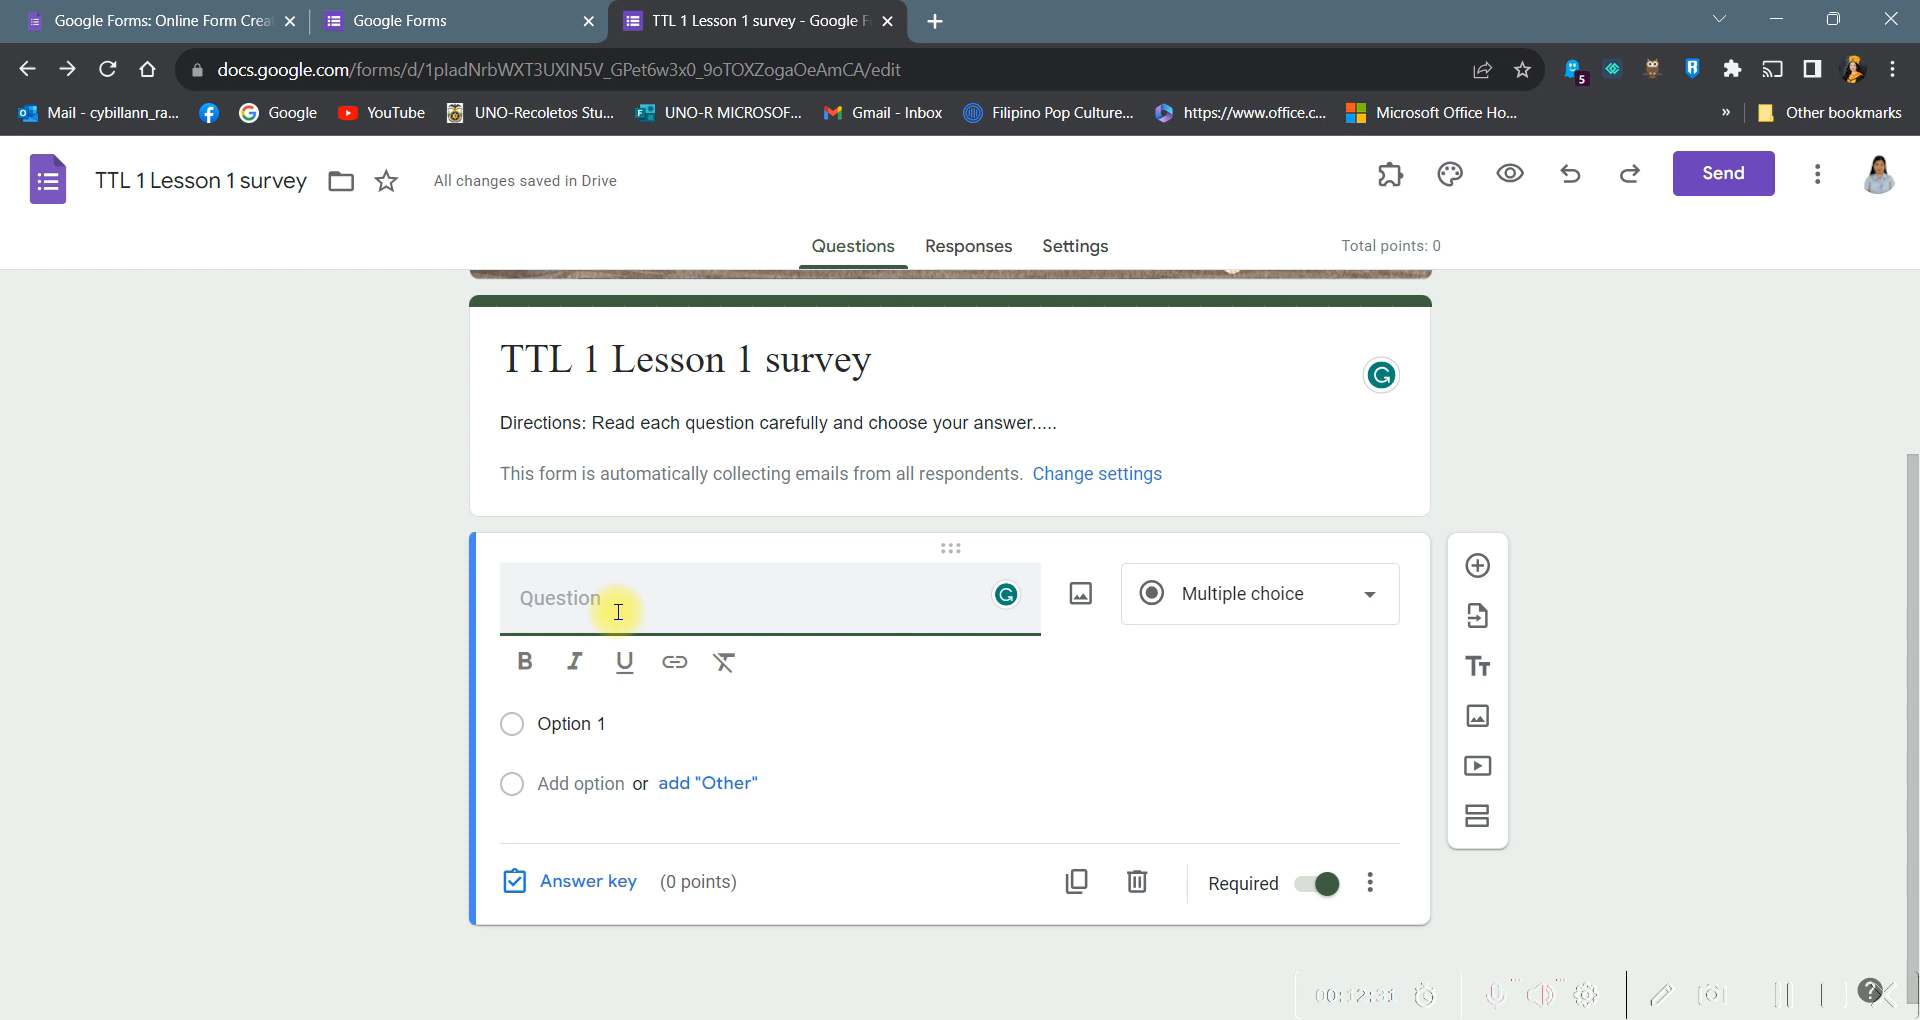 Google Forms: Online Form Crea
Google Forms
TTL 1 Lesson 1 survey - Google F
docs.google.com/forms/d/1pladNrbWXT3UXIN5V_GPet6w3x0_9oTOXZogaOeAmCA/edit
5
Mail - cybillann_ra...
Google
YouTube
UNO-Recoletos Stu...
UNO-R MICROSOF...
Gmail - Inbox
Filipino Pop Culture...
https://www.office.c...
Microsoft Office Ho...
»
Other bookmarks
TTL 1 Lesson 1 survey
All changes saved in Drive
Send
Questions
Responses
Settings
Total points: 0
TTL 1 Lesson 1 survey
Directions: Read each question carefully and choose your answer.....
This form is automatically collecting emails from all respondents. Change settings
Question
Multiple choice
B I U
Tт
Option 1
Add option or add "Other"
Answer key (0 points)
Required
00:12:31